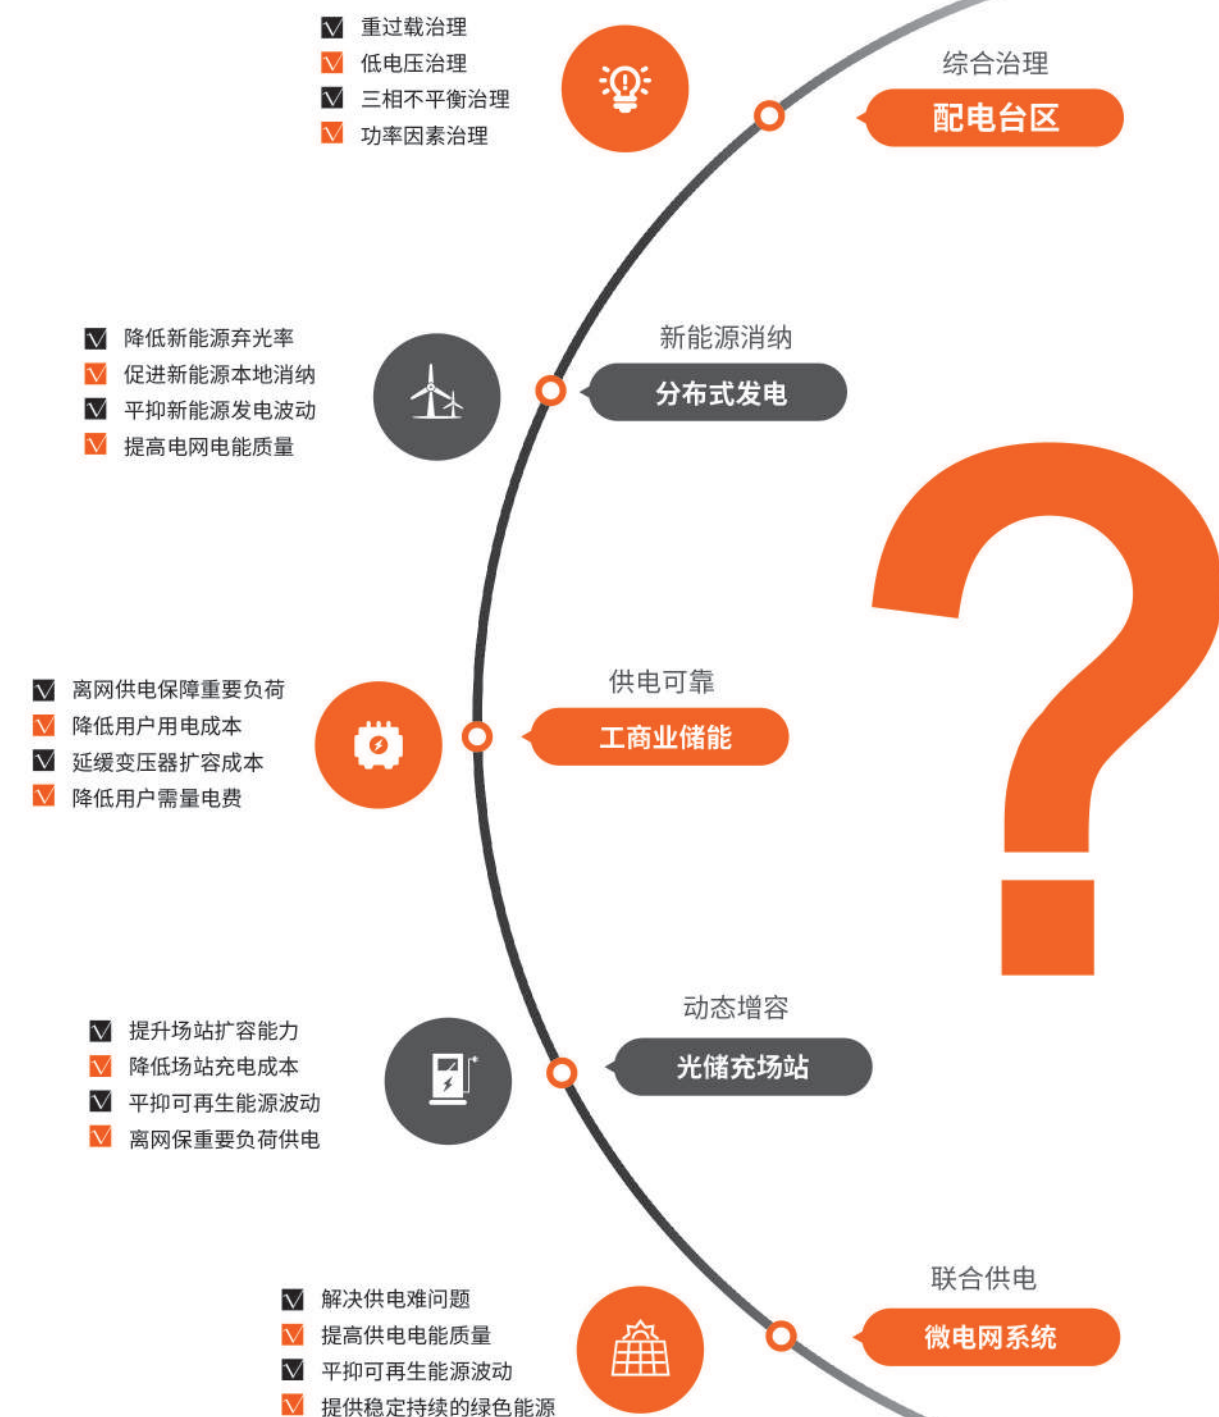 重过载治理
低电压治理
三相不平衡治理
功率因素治理
综合治理
配电台区
降低新能源弃光率
促进新能源本地消纳
平抑新能源发电波动
提高电网电能质量
新能源消纳
分布式发电
离网供电保障重要负荷
降低用户用电成本
延缓变压器扩容成本
降低用户需量电费
供电可靠
工商业储能
提升场站扩容能力
降低场站充电成本
平抑可再生能源波动
离网保重要负荷供电
动态增容
光储充场站
解决供电难问题
提高供电电能质量
平抑可再生能源波动
提供稳定持续的绿色能源
联合供电
微电网系统
?